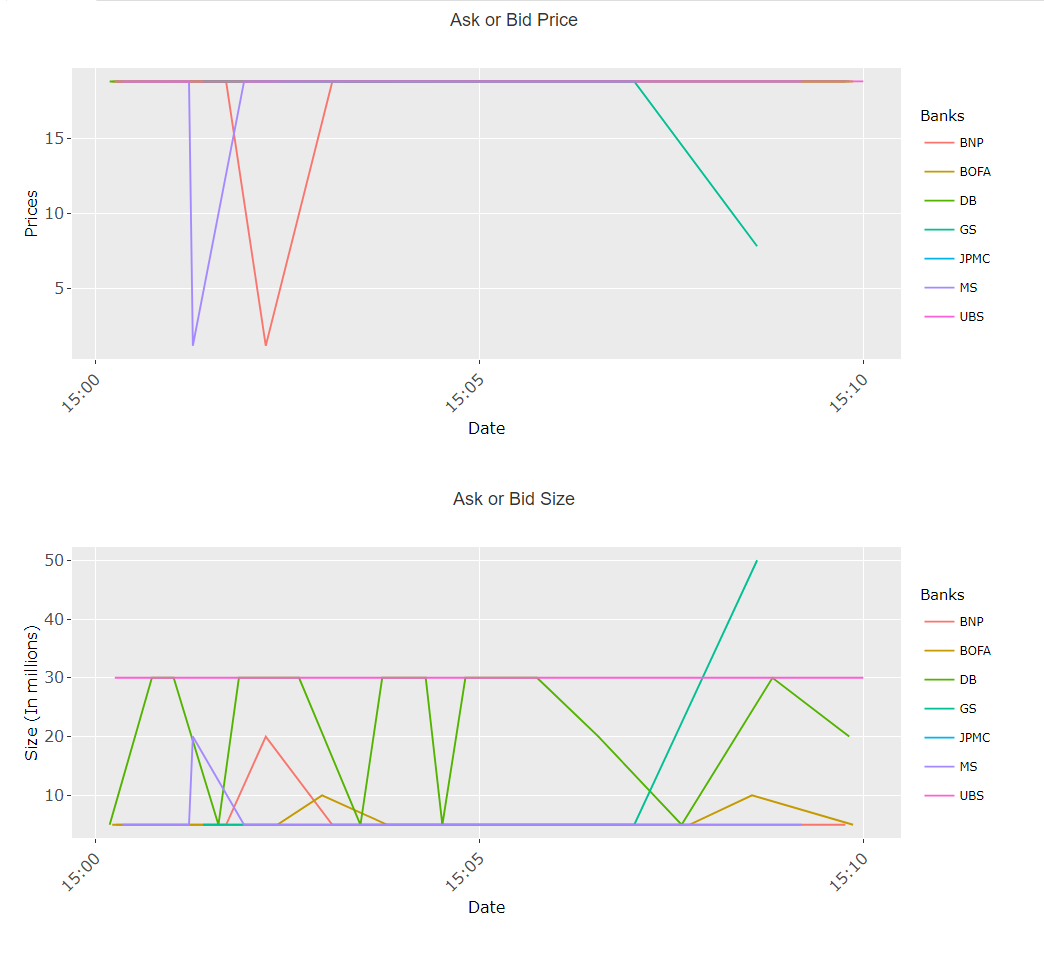 Ask or Bid Price
Prices
15
10
5
15:00
15:05
15:10
Date
Banks
BNP
BOFA
DB
GS
JPMC
MS
UBS
Ask or Bid Size
Size (In millions)
50
40
30
20
10
15:00
15:05
15:10
Date
Banks
BNP
BOFA
DB
GS
JPMC
MS
UBS